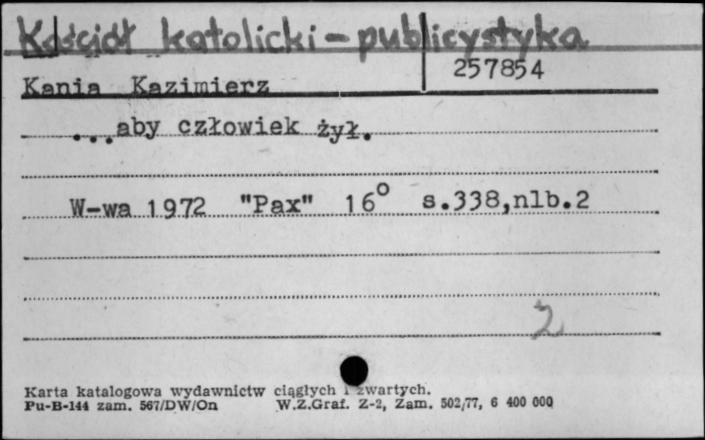 Kościół katolicki - publicystyka
257854
Kania Kazimierz
...aby człowiek żył.
W-wa 1972 "Pax" 16° s.338,nlb.2
2
Karta katalogowa wydawnictw ciągłych i zwartych.
Pu-B-144 zam. 567/DW/On W.Z.Graf. Z-2, Zam. 502/77, 6 400 000